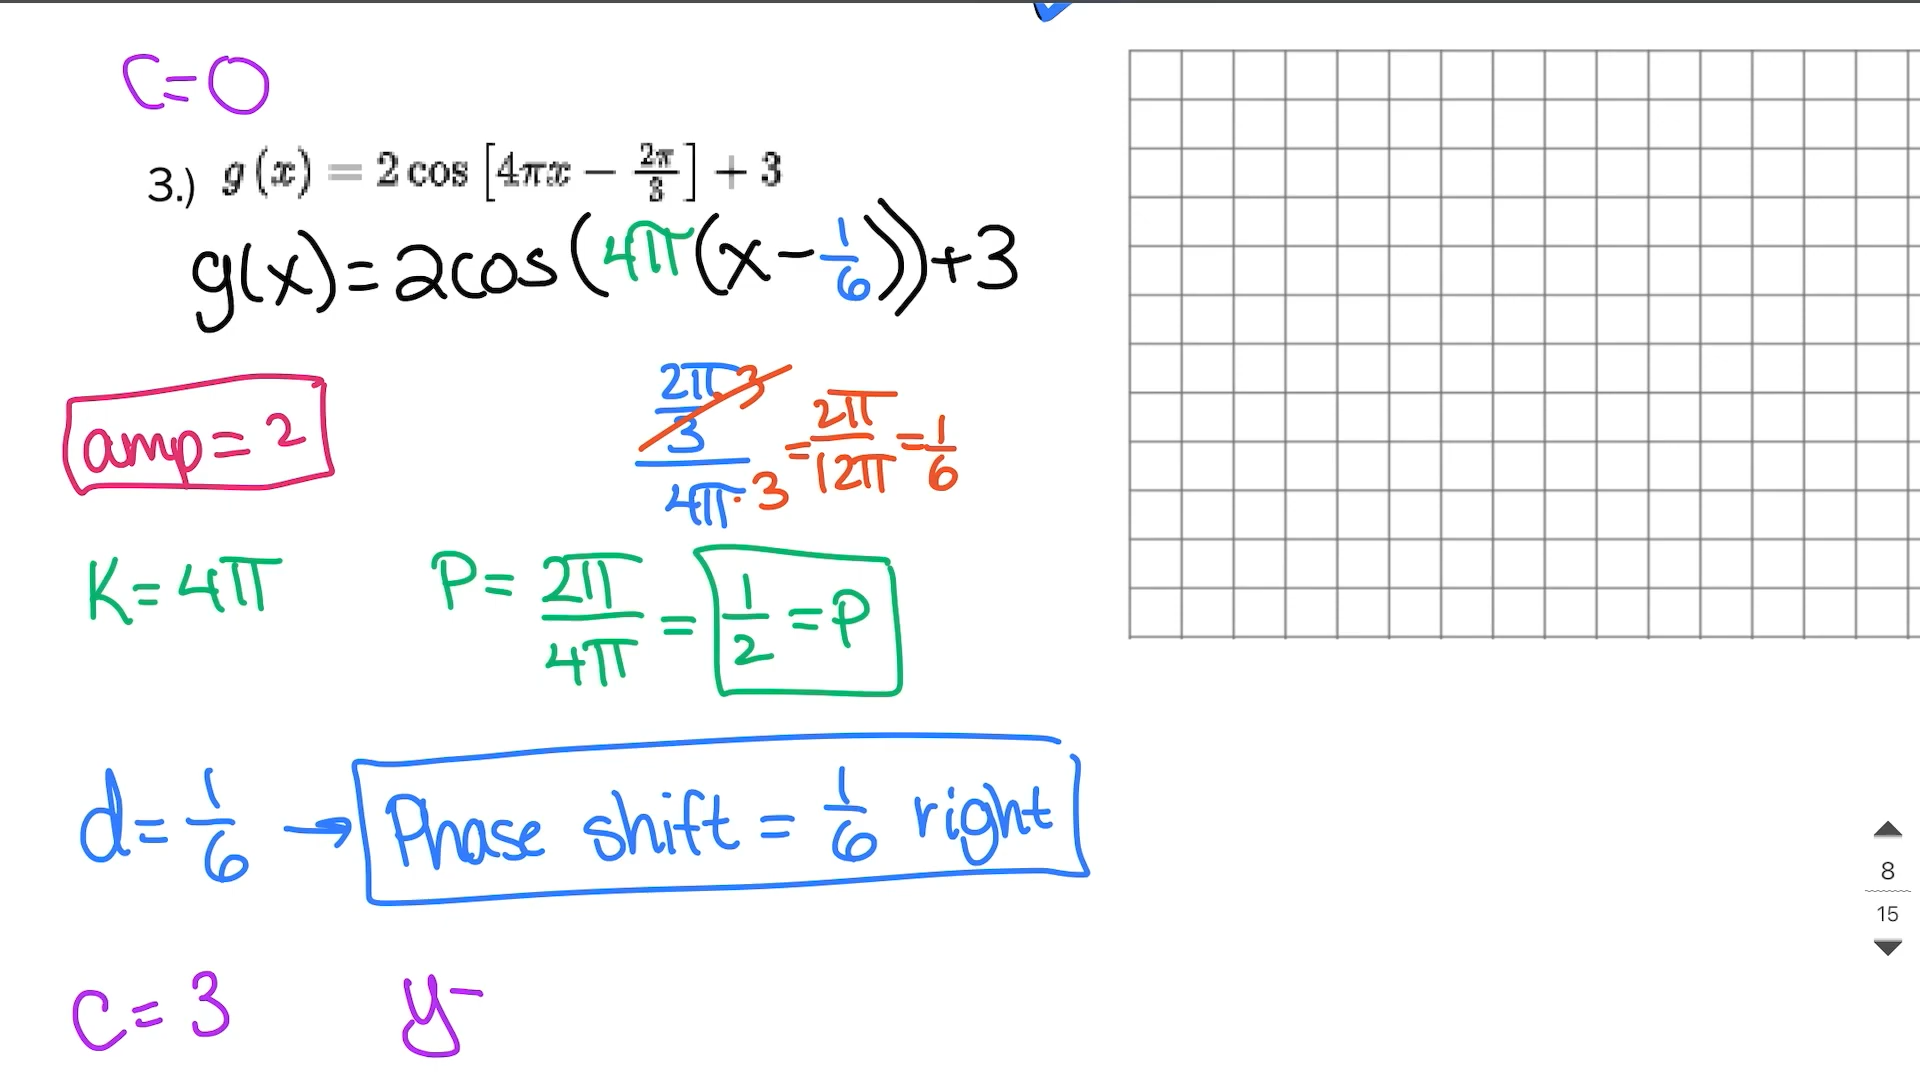 C=0
3.) g(x) = 2 cos [4πx − 2π/3] + 3
g(x)=2cos(4π(x-1/6))+3
amp=2
2π/3·3 / 4π·3 = 2π/12π = 1/6
K=4π
P= 2π/4π = 1/2 =P
d= 1/6 → Phase shift = 1/6 right
C=3
y-
8
15